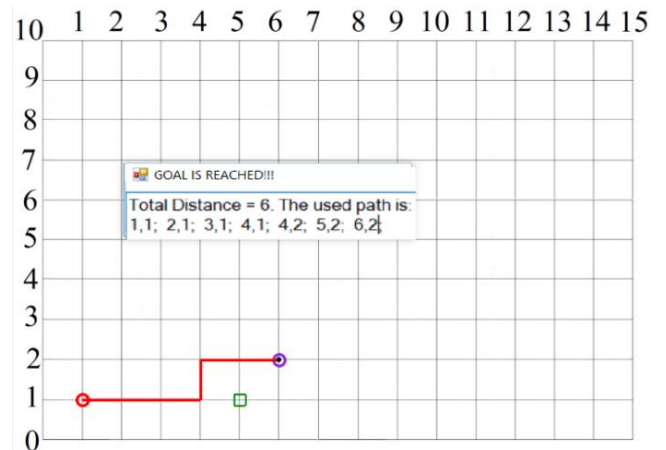 10 1 2 3 4 5 6 7 8 9 10 11 12 13 14 15
9
8
7
GOAL IS REACHED!!!
6
Total Distance = 6. The used path is:
1,1; 2,1; 3,1; 4,1; 4,2; 5,2; 6,2;
5
4
3
2
1
0